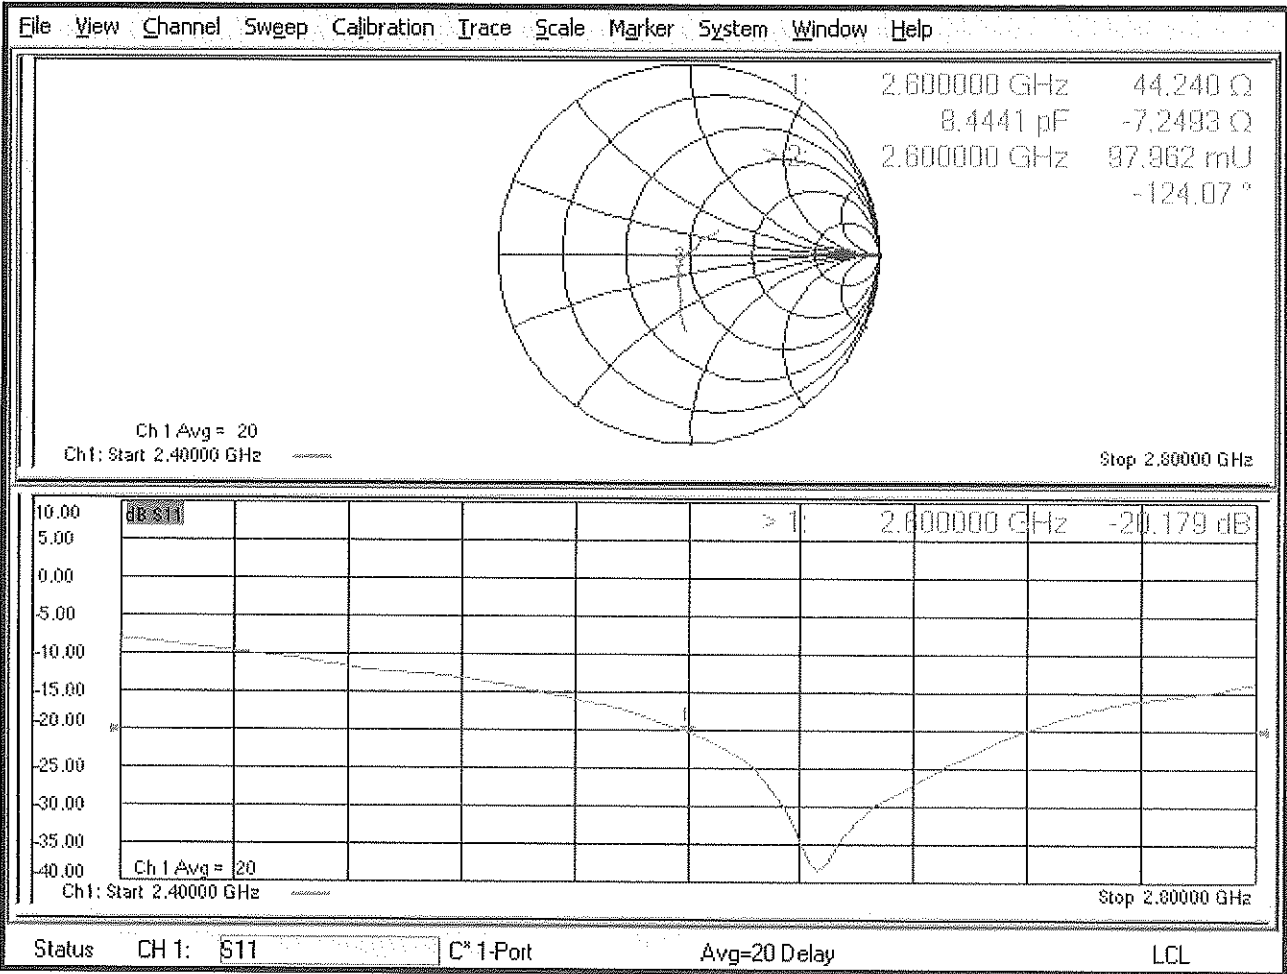 File View Channel Sweep Calibration Trace Scale Marker System Window Help
1: 2.600000 GHz 44.240 Ω
8.4441 pF -7.2493 Ω
> 2: 2.600000 GHz 97.962 mU
-124.07 °
Ch 1 Avg = 20
Ch1: Start 2.40000 GHz
Stop 2.80000 GHz
10.00
dB S11
> 1: 2.600000 GHz -20.179 dB
5.00
0.00
-5.00
-10.00
-15.00
-20.00
-25.00
-30.00
-35.00
-40.00
Ch 1 Avg = 20
Ch1: Start 2.40000 GHz
Stop 2.80000 GHz
Status CH 1: S11 C* 1-Port Avg=20 Delay LCL